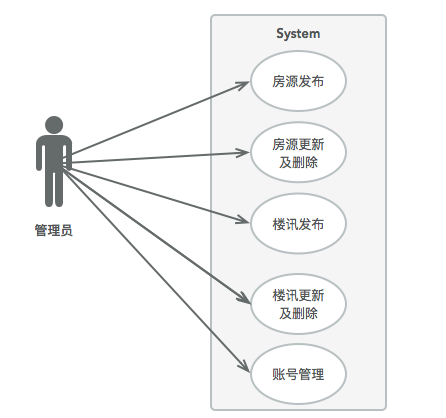 System
房源发布
房源更新
及删除
管理员
楼讯发布
楼讯更新
及删除
账号管理